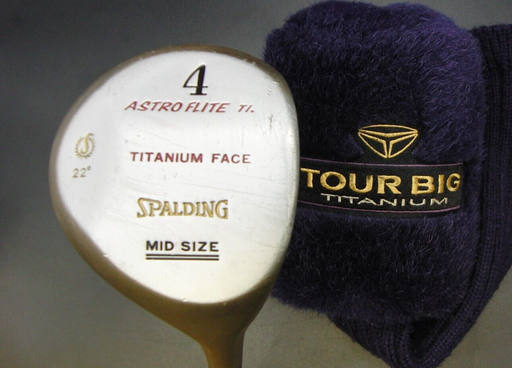 4
ASTRO FLITE TI.
TITANIUM FACE
S
22°
SPALDING
MID SIZE
TOUR BIG
TITANIUM